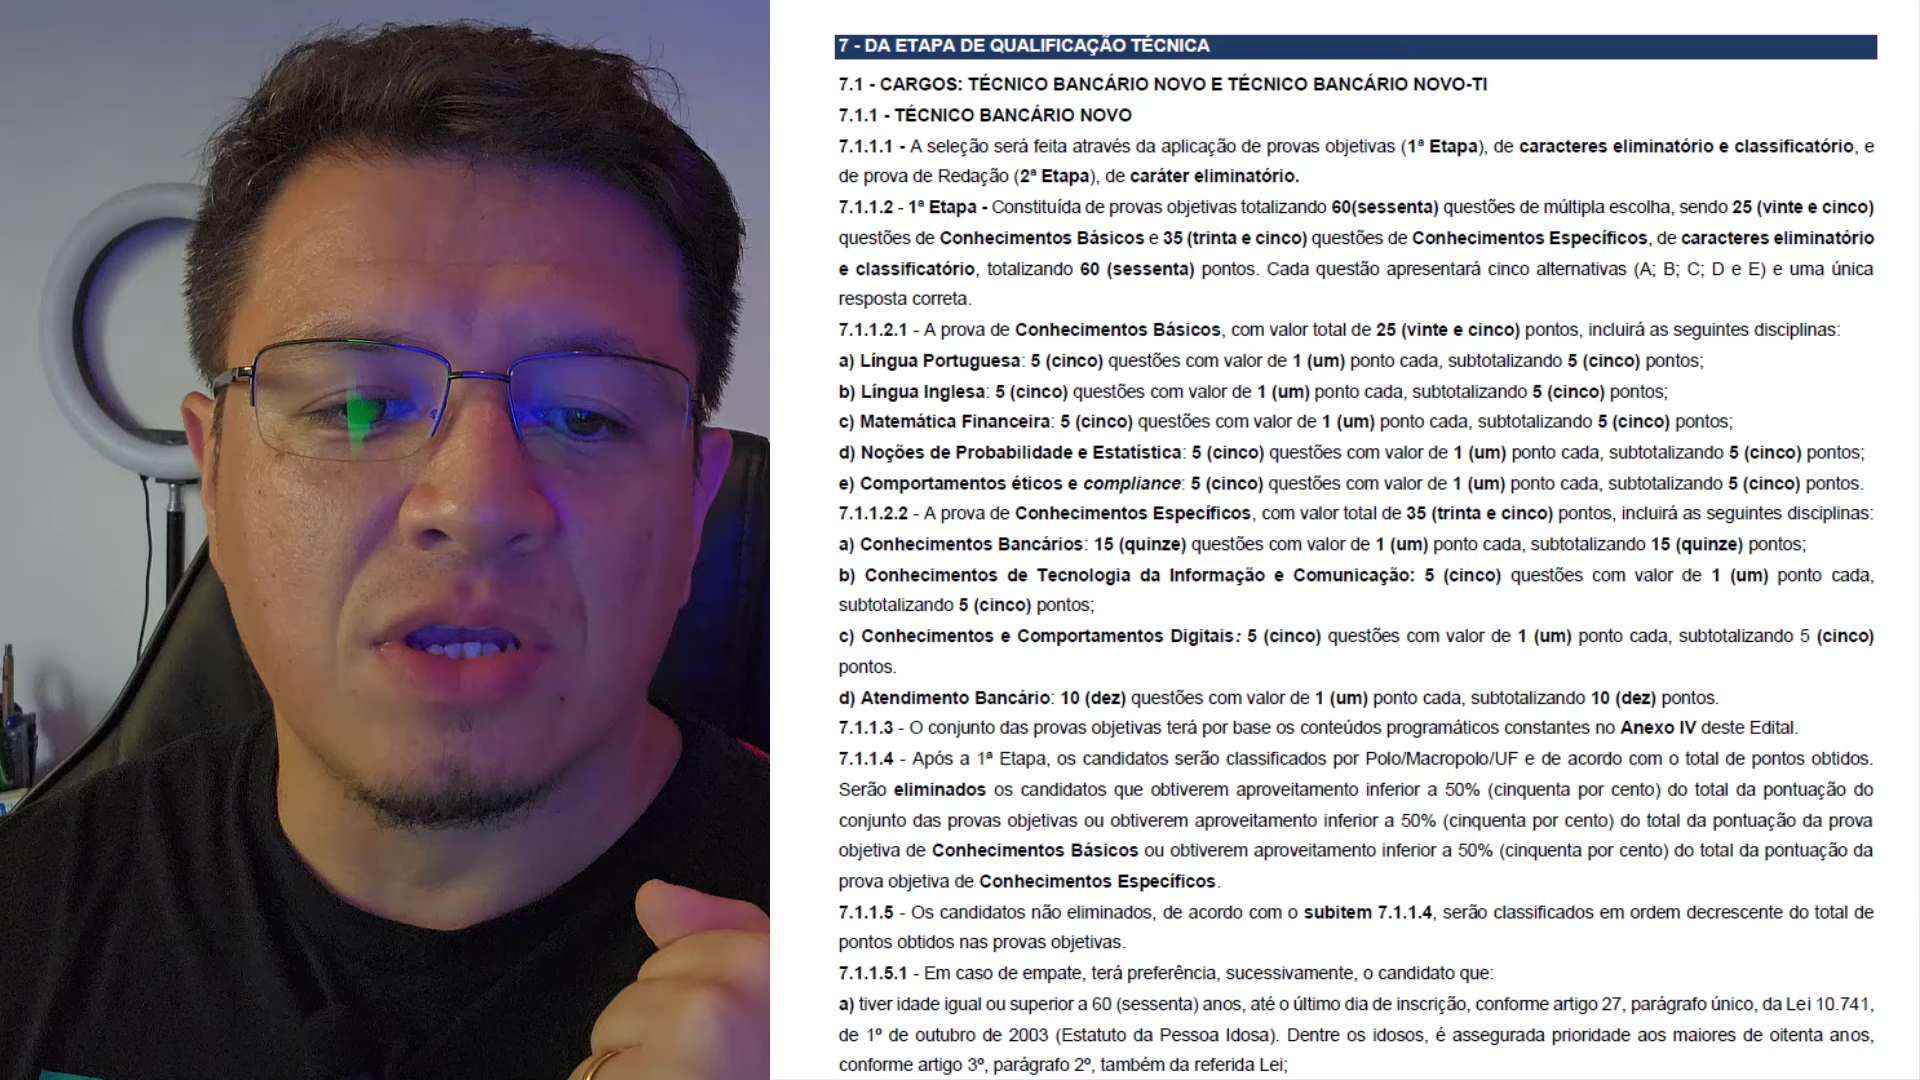 7 - DA ETAPA DE QUALIFICAÇÃO TÉCNICA
7.1 - CARGOS: TÉCNICO BANCÁRIO NOVO E TÉCNICO BANCÁRIO NOVO-TI
7.1.1 - TÉCNICO BANCÁRIO NOVO
7.1.1.1 - A seleção será feita através da aplicação de provas objetivas (1ª Etapa), de caracteres eliminatório e classificatório, e
de prova de Redação (2ª Etapa), de caráter eliminatório.
7.1.1.2 - 1ª Etapa - Constituída de provas objetivas totalizando 60(sessenta) questões de múltipla escolha, sendo 25 (vinte e cinco)
questões de Conhecimentos Básicos e 35 (trinta e cinco) questões de Conhecimentos Específicos, de caracteres eliminatório
e classificatório, totalizando 60 (sessenta) pontos. Cada questão apresentará cinco alternativas (A; B; C; D e E) e uma única
resposta correta.
7.1.1.2.1 - A prova de Conhecimentos Básicos, com valor total de 25 (vinte e cinco) pontos, incluirá as seguintes disciplinas:
a) Língua Portuguesa: 5 (cinco) questões com valor de 1 (um) ponto cada, subtotalizando 5 (cinco) pontos;
b) Língua Inglesa: 5 (cinco) questões com valor de 1 (um) ponto cada, subtotalizando 5 (cinco) pontos;
c) Matemática Financeira: 5 (cinco) questões com valor de 1 (um) ponto cada, subtotalizando 5 (cinco) pontos;
d) Noções de Probabilidade e Estatística: 5 (cinco) questões com valor de 1 (um) ponto cada, subtotalizando 5 (cinco) pontos;
e) Comportamentos éticos e compliance: 5 (cinco) questões com valor de 1 (um) ponto cada, subtotalizando 5 (cinco) pontos.
7.1.1.2.2 - A prova de Conhecimentos Específicos, com valor total de 35 (trinta e cinco) pontos, incluirá as seguintes disciplinas:
a) Conhecimentos Bancários: 15 (quinze) questões com valor de 1 (um) ponto cada, subtotalizando 15 (quinze) pontos;
b) Conhecimentos de Tecnologia da Informação e Comunicação: 5 (cinco) questões com valor de 1 (um) ponto cada,
subtotalizando 5 (cinco) pontos;
c) Conhecimentos e Comportamentos Digitais: 5 (cinco) questões com valor de 1 (um) ponto cada, subtotalizando 5 (cinco)
pontos.
d) Atendimento Bancário: 10 (dez) questões com valor de 1 (um) ponto cada, subtotalizando 10 (dez) pontos.
7.1.1.3 - O conjunto das provas objetivas terá por base os conteúdos programáticos constantes no Anexo IV deste Edital.
7.1.1.4 - Após a 1ª Etapa, os candidatos serão classificados por Polo/Macropolo/UF e de acordo com o total de pontos obtidos.
Serão eliminados os candidatos que obtiverem aproveitamento inferior a 50% (cinquenta por cento) do total da pontuação do
conjunto das provas objetivas ou obtiverem aproveitamento inferior a 50% (cinquenta por cento) do total da pontuação da prova
objetiva de Conhecimentos Básicos ou obtiverem aproveitamento inferior a 50% (cinquenta por cento) do total da pontuação da
prova objetiva de Conhecimentos Específicos.
7.1.1.5 - Os candidatos não eliminados, de acordo com o subitem 7.1.1.4, serão classificados em ordem decrescente do total de
pontos obtidos nas provas objetivas.
7.1.1.5.1 - Em caso de empate, terá preferência, sucessivamente, o candidato que:
a) tiver idade igual ou superior a 60 (sessenta) anos, até o último dia de inscrição, conforme artigo 27, parágrafo único, da Lei 10.741,
de 1º de outubro de 2003 (Estatuto da Pessoa Idosa). Dentre os idosos, é assegurada prioridade aos maiores de oitenta anos,
conforme artigo 3º, parágrafo 2º, também da referida Lei;